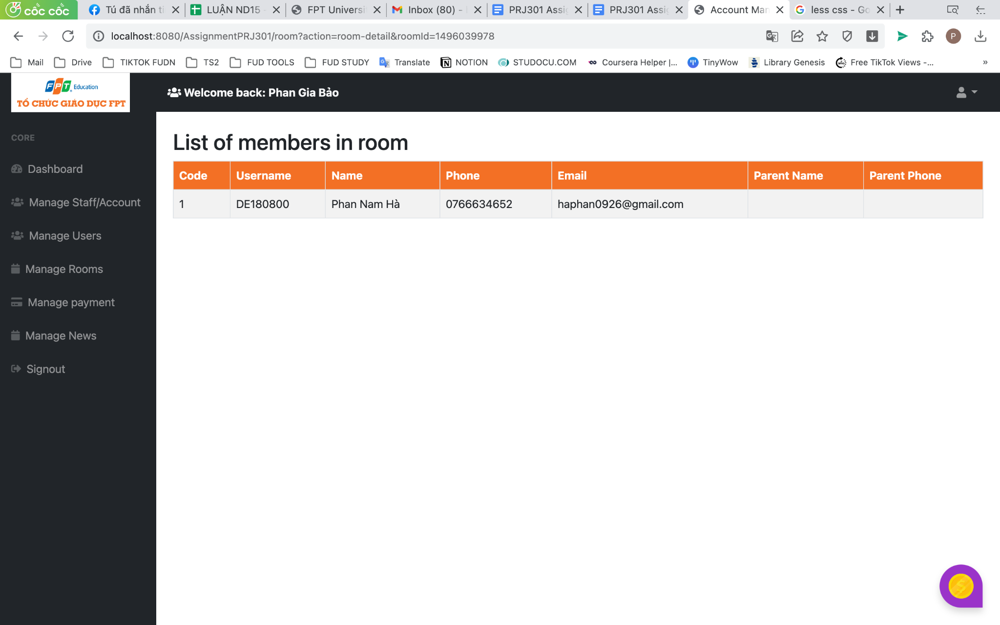 cốc cốc
Tú đã nhắn ti
LUẬN ND15 -
FPT Universi
Inbox (80) -
PRJ301 Assig
PRJ301 Assig
Account Man
less css - Go
localhost:8080/AssignmentPRJ301/room?action=room-detail&roomId=1496039978
P
Mail
Drive
TIKTOK FUDN
TS2
FUD TOOLS
FUD STUDY
Translate
NOTION
STUDOCU.COM
Coursera Helper |...
TinyWow
Library Genesis
Free TikTok Views -...
»
FPT Education
TỔ CHỨC GIÁO DỤC FPT
Welcome back: Phan Gia Bảo
CORE
Dashboard
Manage Staff/Account
Manage Users
Manage Rooms
Manage payment
Manage News
Signout
List of members in room
Code Username Name Phone Email Parent Name Parent Phone
1 DE180800 Phan Nam Hà 0766634652 haphan0926@gmail.com